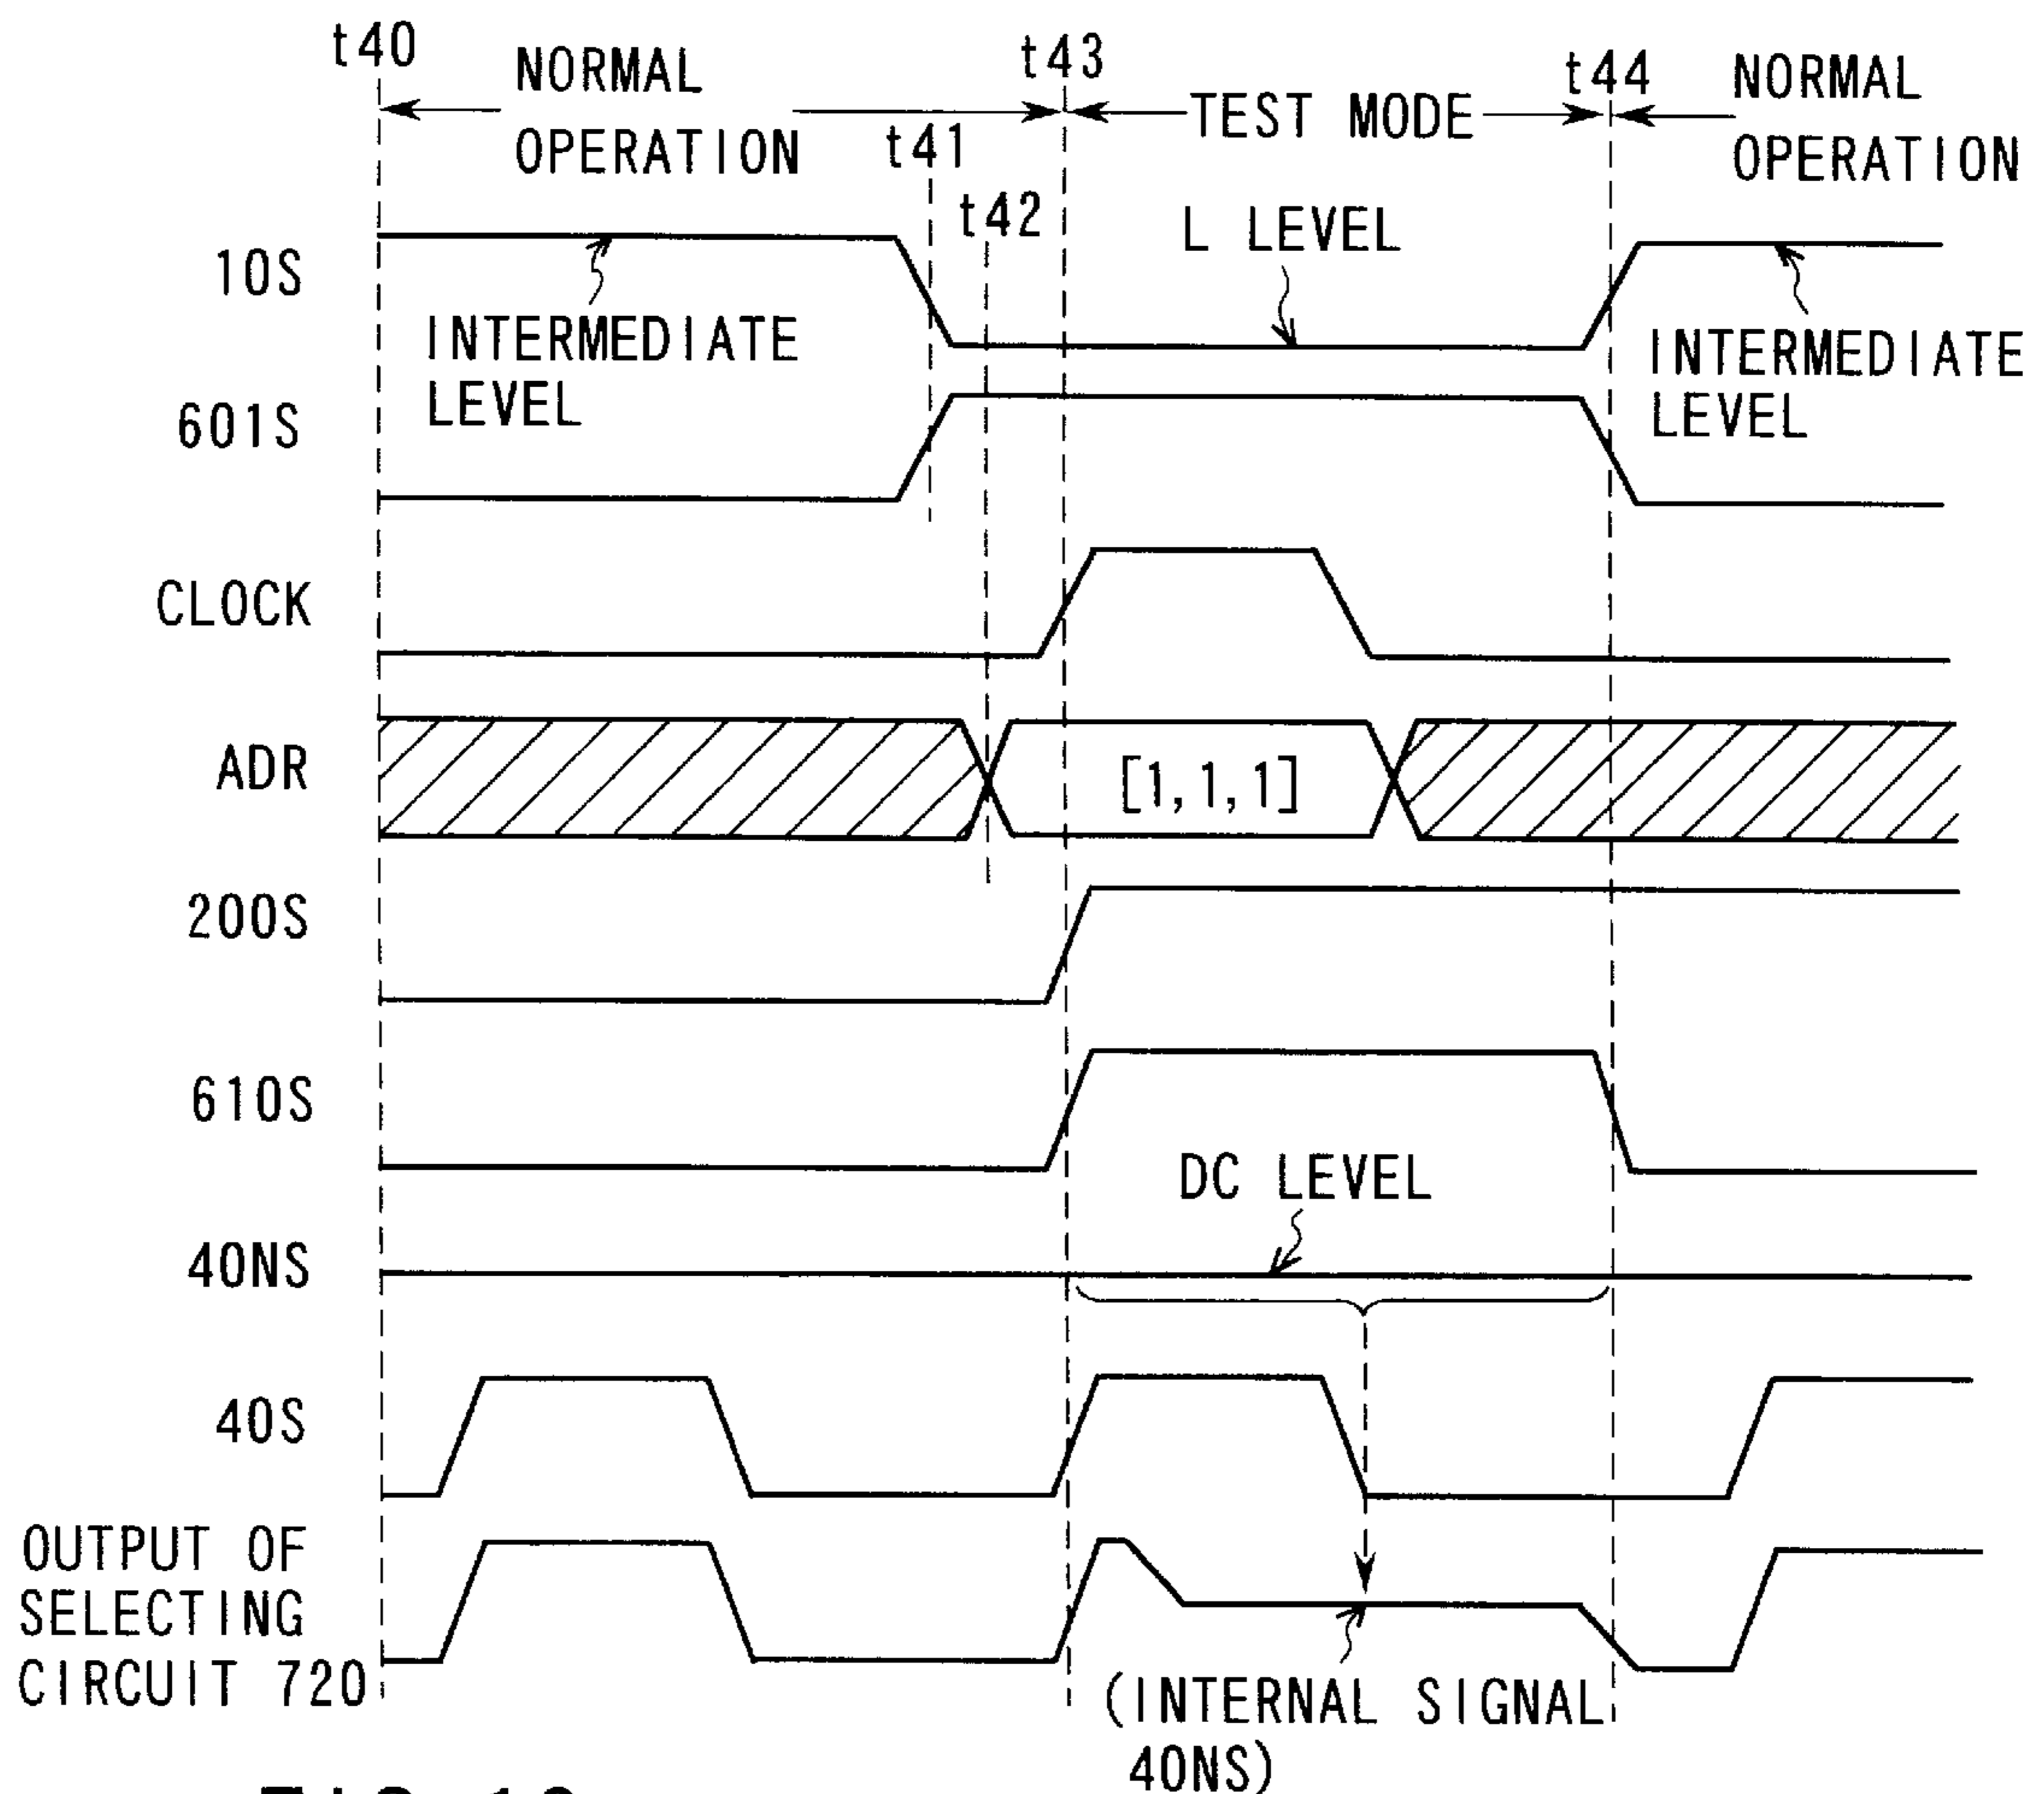 t40
NORMAL
OPERATION
t41
t42
t43
TEST MODE
t44
NORMAL
OPERATION
10S
INTERMEDIATE
LEVEL
L LEVEL
INTERMEDIATE
LEVEL
601S
CLOCK
ADR
[1,1,1]
200S
610S
DC LEVEL
40NS
40S
OUTPUT OF
SELECTING
CIRCUIT 720
(INTERNAL SIGNAL
40NS)